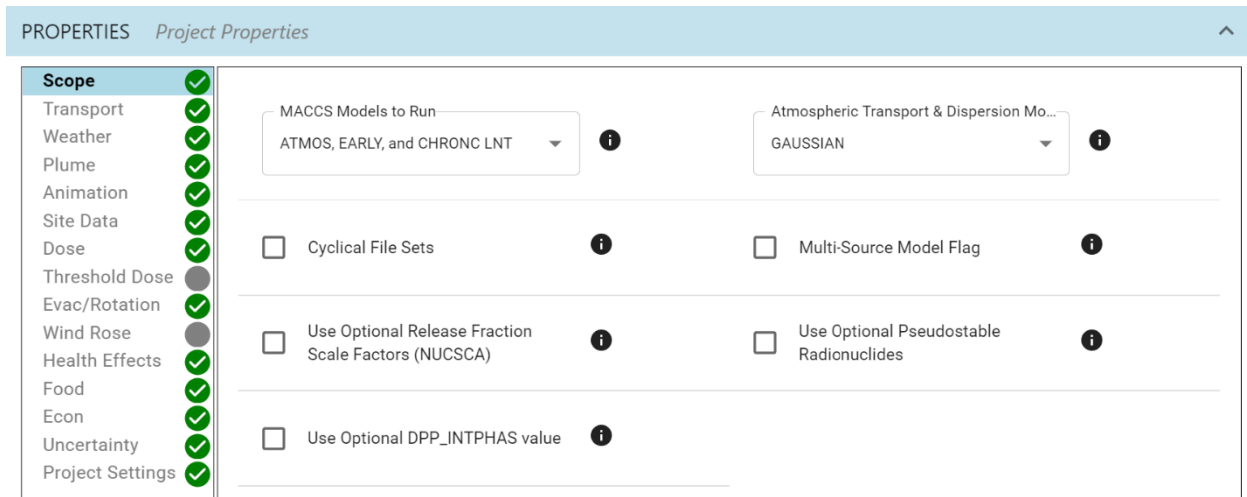 PROPERTIES Project Properties
Scope
Transport
Weather
Plume
Animation
Site Data
Dose
Threshold Dose
Evac/Rotation
Wind Rose
Health Effects
Food
Econ
Uncertainty
Project Settings
MACCS Models to Run
ATMOS, EARLY, and CHRONC LNT
Atmospheric Transport & Dispersion Mo...
GAUSSIAN
Cyclical File Sets
Multi-Source Model Flag
Use Optional Release Fraction
Scale Factors (NUCSCA)
Use Optional Pseudostable
Radionuclides
Use Optional DPP_INTPHAS value